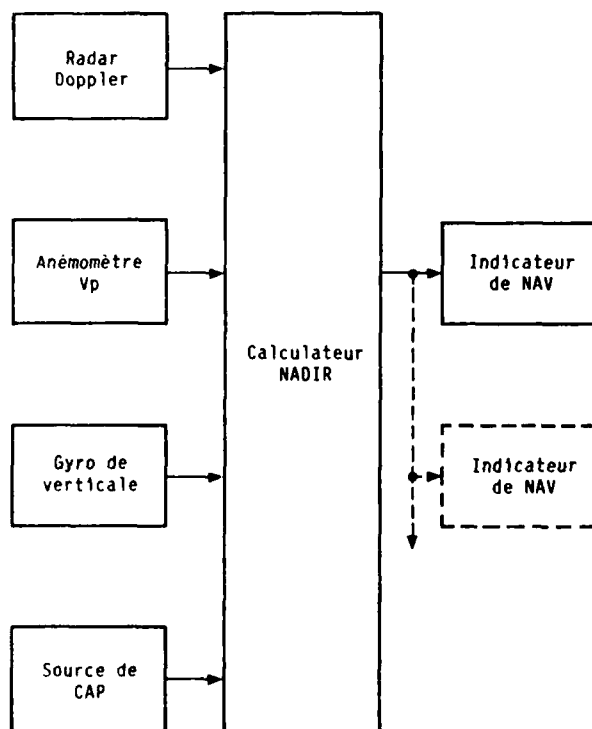 Radar
Doppler
Anémomètre
Vp
Indicateur
de NAV
Calculateur
NADIR
Gyro de
verticale
Indicateur
de NAV
Source de
CAP